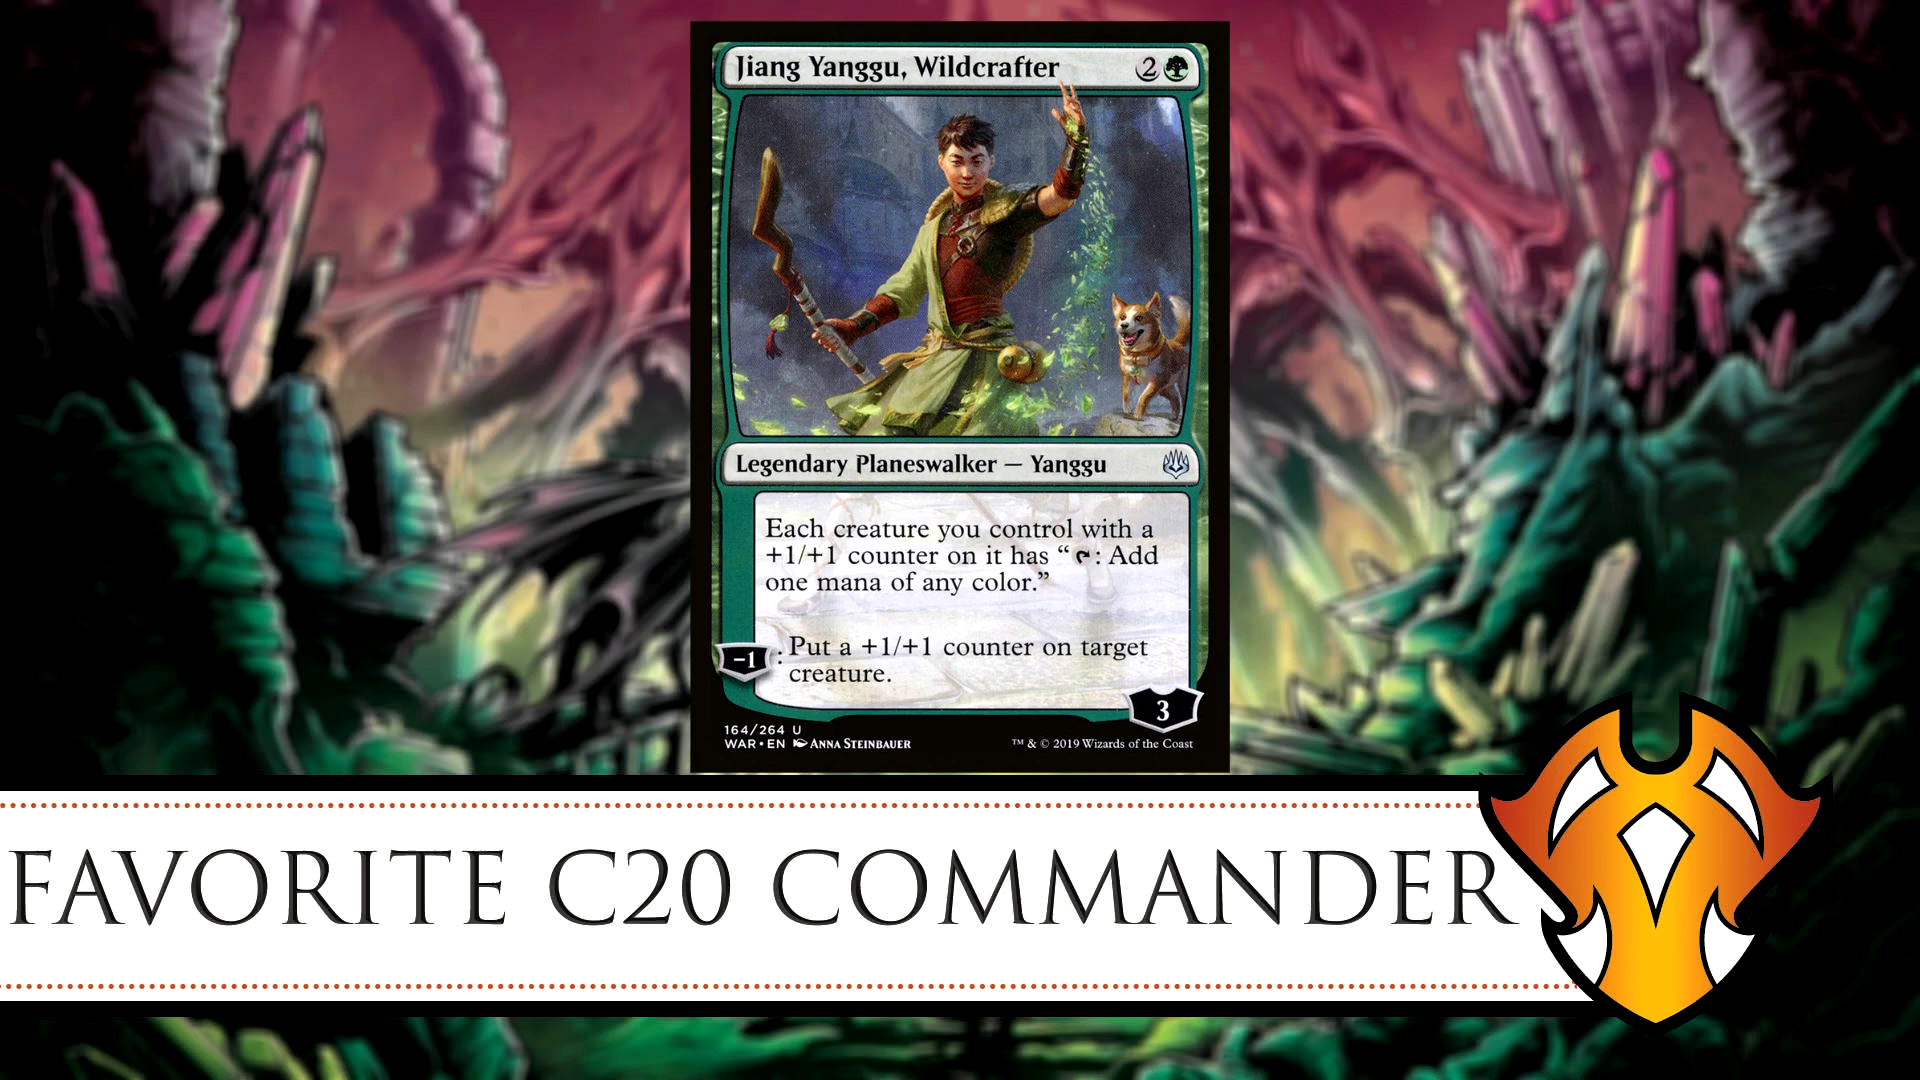 Jiang Yanggu, Wildcrafter 2
Legendary Planeswalker — Yanggu
Each creature you control with a
+1/+1 counter on it has “: Add
one mana of any color.”
−1 : Put a +1/+1 counter on target
creature.
3
164/264 U
WAR • EN Anna Steinbauer
™ & © 2019 Wizards of the Coast
FAVORITE C20 COMMANDER